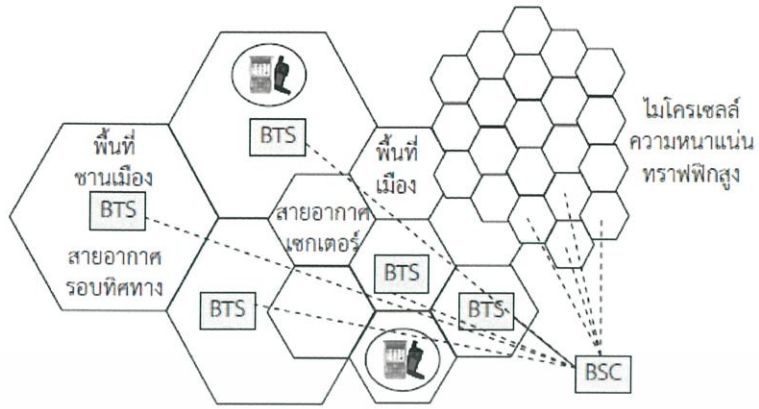 BTS
พื้นที่
ชานเมือง
BTS
สายอากาศ
รอบทิศทาง
พื้นที่
เมือง
สายอากาศ
เซกเตอร์
BTS
BTS
BTS
ไมโครเซลล์
ความหนาแน่น
ทราฟฟิกสูง
BSC